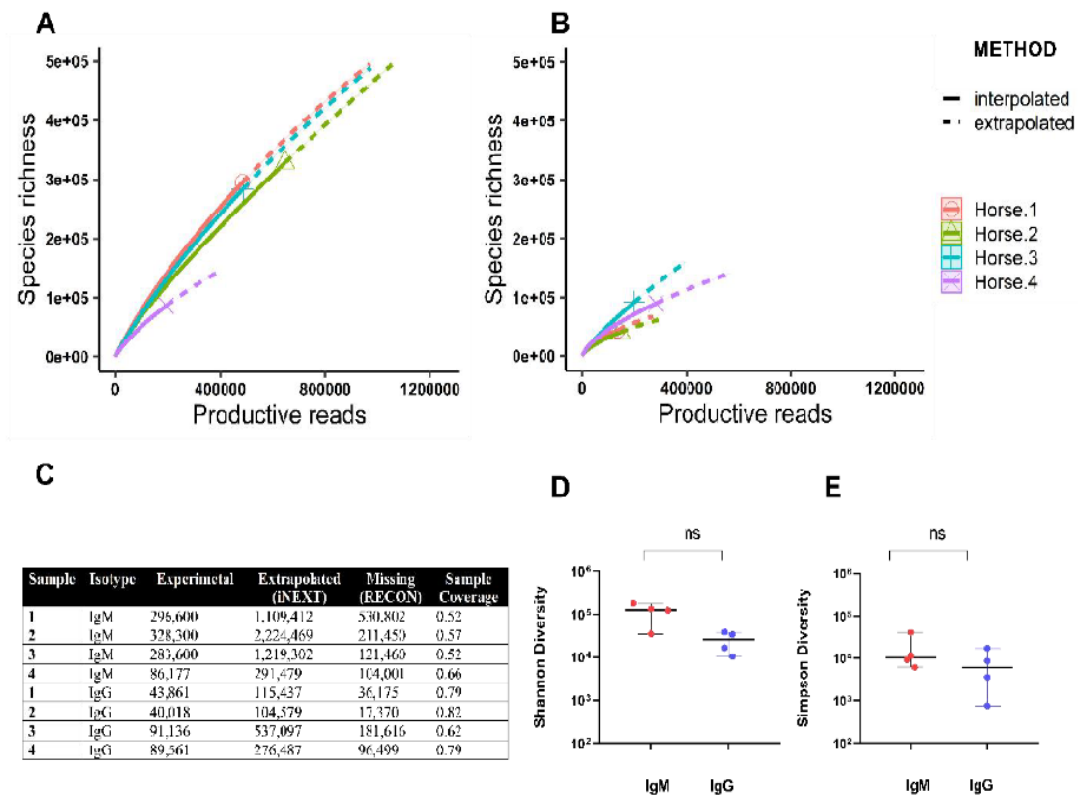 A
B
METHOD
interpolated
extrapolated
Horse.1
Horse.2
Horse.3
Horse.4
5e+05
4e+05
3e+05
2e+05
1e+05
0e+00
Species richness
0 400000 800000 1200000
Productive reads
5e+05
4e+05
3e+05
2e+05
1e+05
0e+00
Species richness
0 400000 800000 1200000
Productive reads
C
Sample Isotype Experimetal Extrapolated (iNEXT) Missing (RECON) Sample Coverage
1 IgM 296,600 1,109,412 530,802 0.52
2 IgM 328,300 2,224,469 211,450 0.57
3 IgM 283,600 1,219,302 121,460 0.52
4 IgM 86,177 291,479 104,001 0.66
1 IgG 43,861 115,437 36,175 0.79
2 IgG 40,018 104,579 17,370 0.82
3 IgG 91,136 537,097 181,616 0.62
4 IgG 89,561 276,487 96,499 0.79
D
ns
10⁶
10⁵
10⁴
10³
10²
Shannon Diversity
IgM IgG
E
ns
10⁶
10⁵
10⁴
10³
10²
Simpson Diversity
IgM IgG